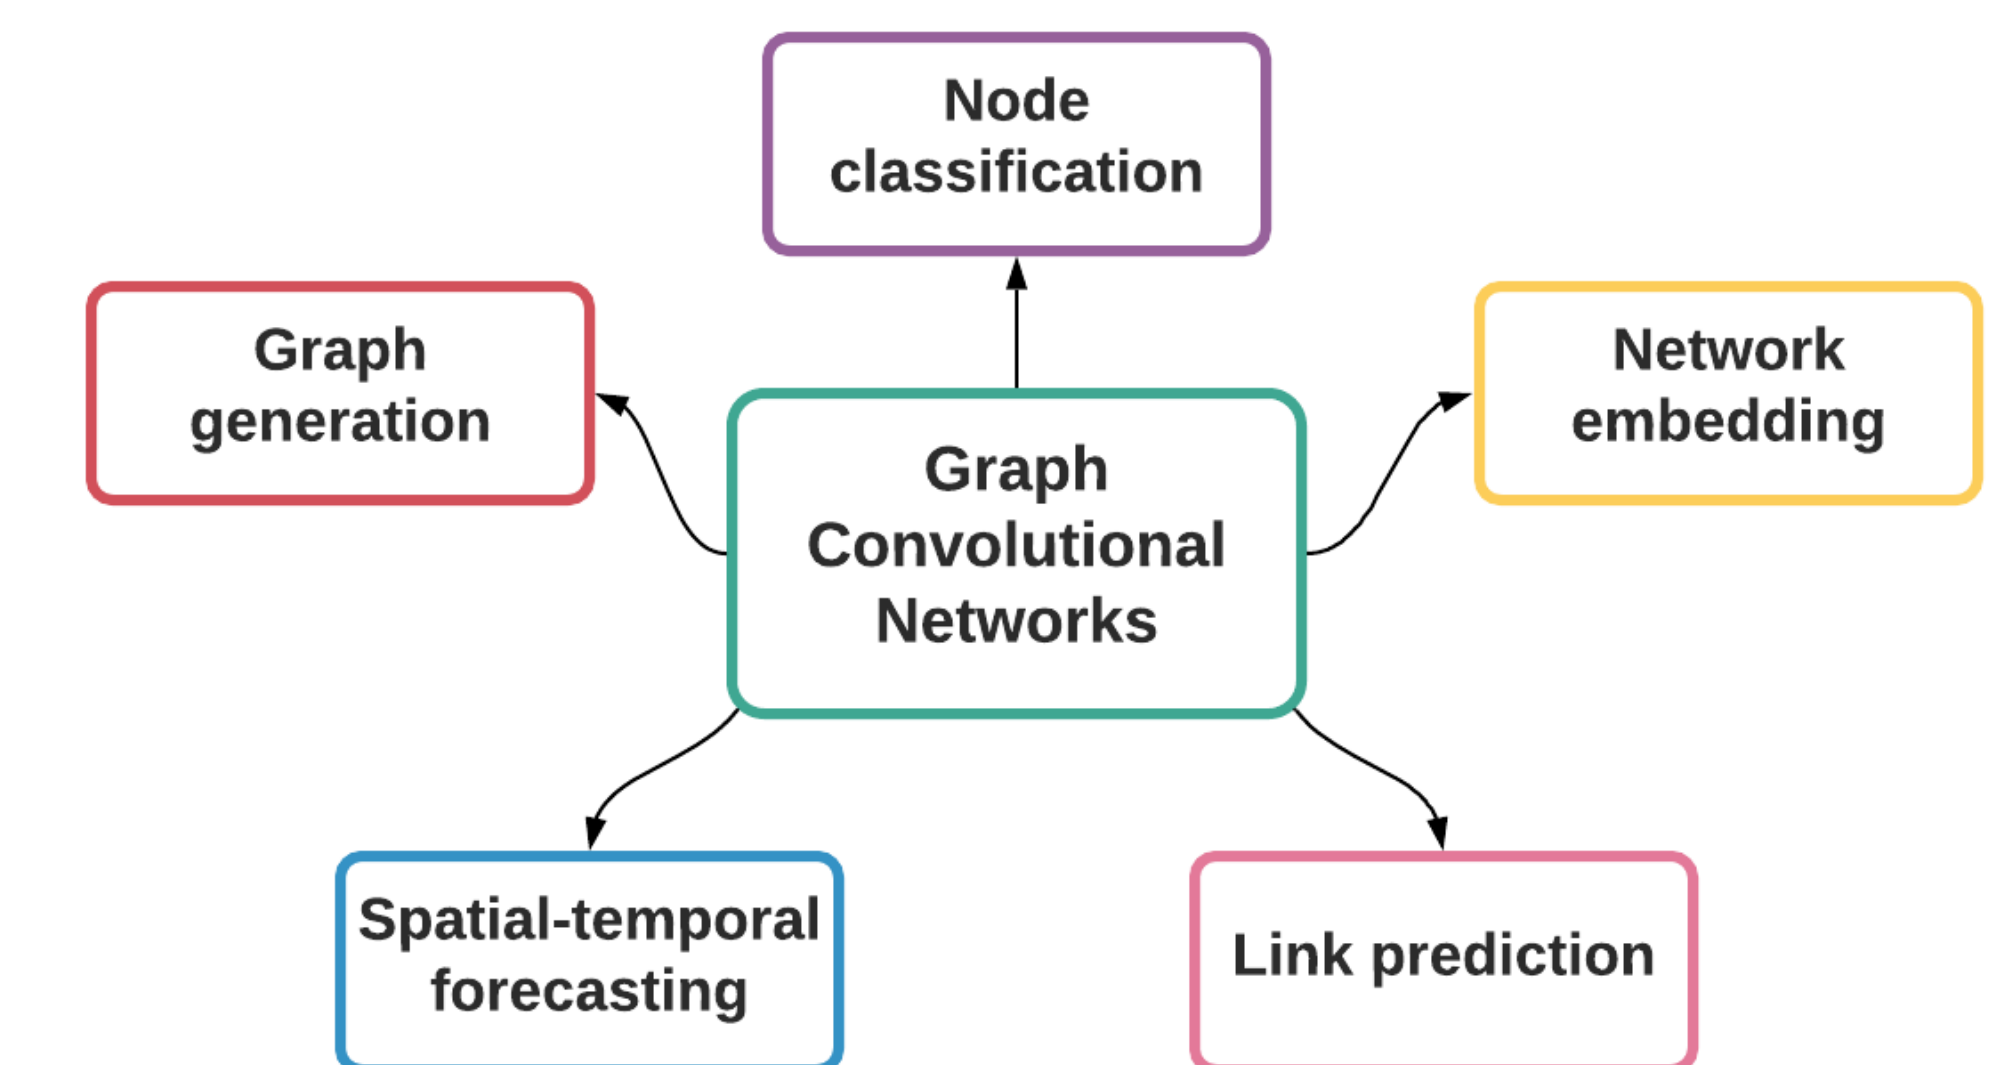 Node
classification
Graph
generation
Network
embedding
Graph
Convolutional
Networks
Spatial-temporal
forecasting
Link prediction